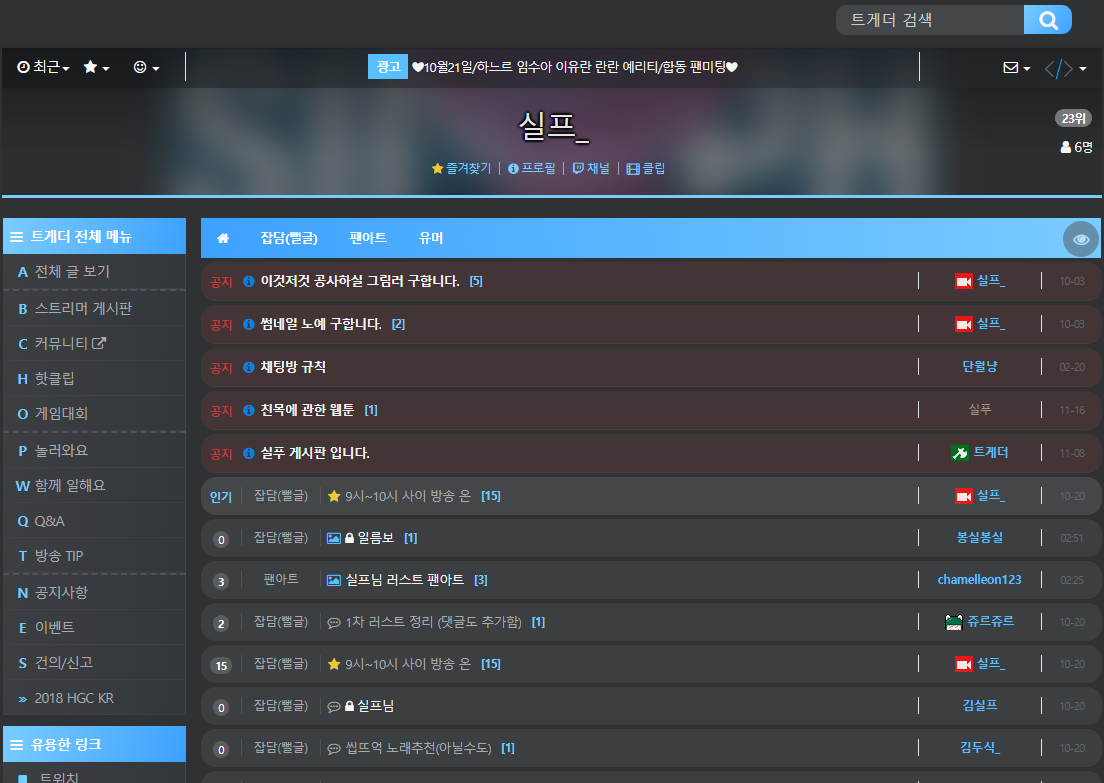 트게더 검색
최근
광고 ♥10월21일/하느르 임수아 이유란 란란 예리티/합동 팬미팅♥
실프_
23위
6명
즐겨찾기 | 프로필 | 채널 | 클립
트게더 전체 메뉴
A 전체 글 보기
B 스트리머 게시판
C 커뮤니티
H 핫클립
O 게임대회
P 놀러와요
W 함께 일해요
Q Q&A
T 방송 TIP
N 공지사항
E 이벤트
S 건의/신고
» 2018 HGC KR
유용한 링크
트위치
잡담(뻘글) 팬아트 유머
공지 이것저것 공사하실 그림러 구합니다. [5] 실프_ 10-03
공지 썸네일 노예 구합니다. [2] 실프_ 10-03
공지 채팅방 규칙 단월냥 02-20
공지 친목에 관한 웹툰 [1] 실푸 11-16
공지 실푸 게시판 입니다. 트게더 11-08
인기 잡담(뻘글) 9시~10시 사이 방송 온 [15] 실프_ 10-20
0 잡담(뻘글) 일름보 [1] 봉실봉실 02:51
3 팬아트 실프님 러스트 팬아트 [3] chamelleon123 02:25
2 잡담(뻘글) 1차 러스트 정리 (댓글도 추가함) [1] 쥬르쥬르 10-20
15 잡담(뻘글) 9시~10시 사이 방송 온 [15] 실프_ 10-20
0 잡담(뻘글) 실프님 김실프 10-20
0 잡담(뻘글) 씹뜨억 노래추천(아닐수도) [1] 김두식_ 10-20